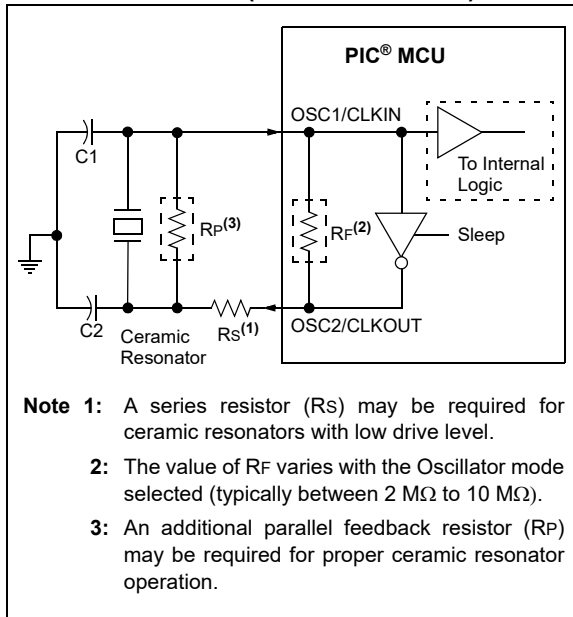 PIC® MCU
OSC1/CLKIN
C1
To Internal
Logic
RP(3)
RF(2)
Sleep
C2
Ceramic
Resonator
RS(1)
OSC2/CLKOUT
Note 1: A series resistor (RS) may be required for
ceramic resonators with low drive level.
2: The value of RF varies with the Oscillator mode
selected (typically between 2 MΩ to 10 MΩ).
3: An additional parallel feedback resistor (RP)
may be required for proper ceramic resonator
operation.